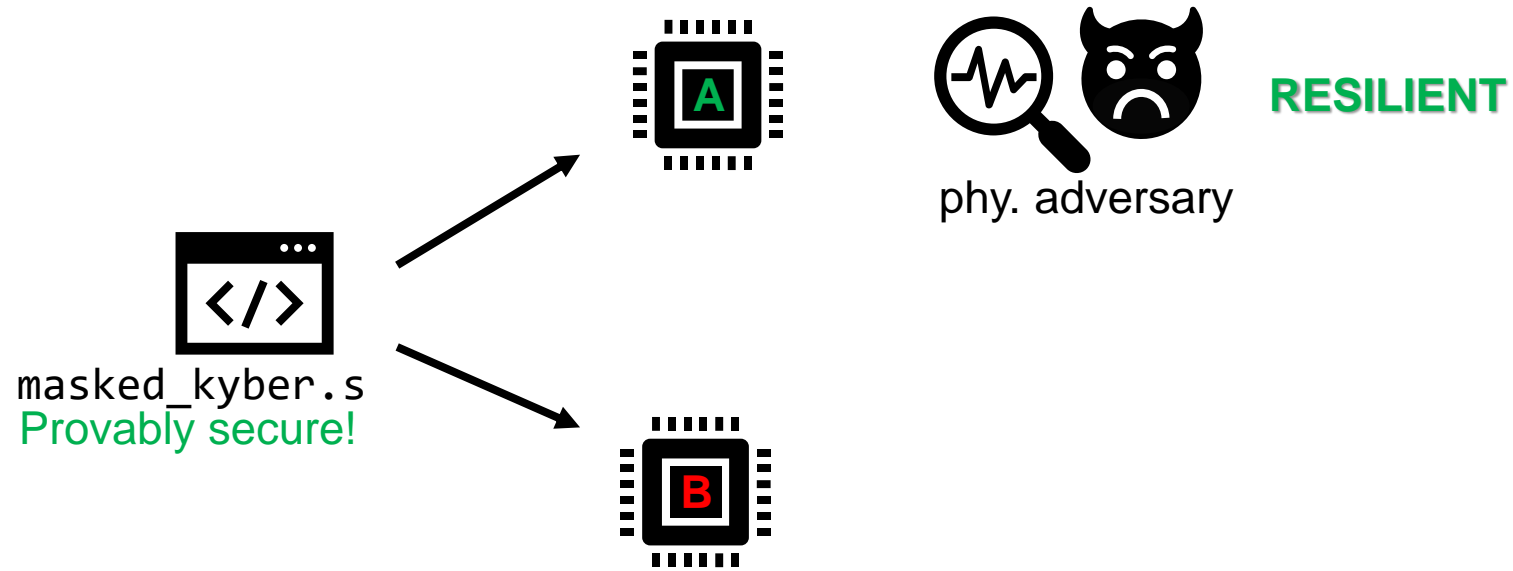 A
RESILIENT
phy. adversary
</>
masked_kyber.s
Provably secure!
B